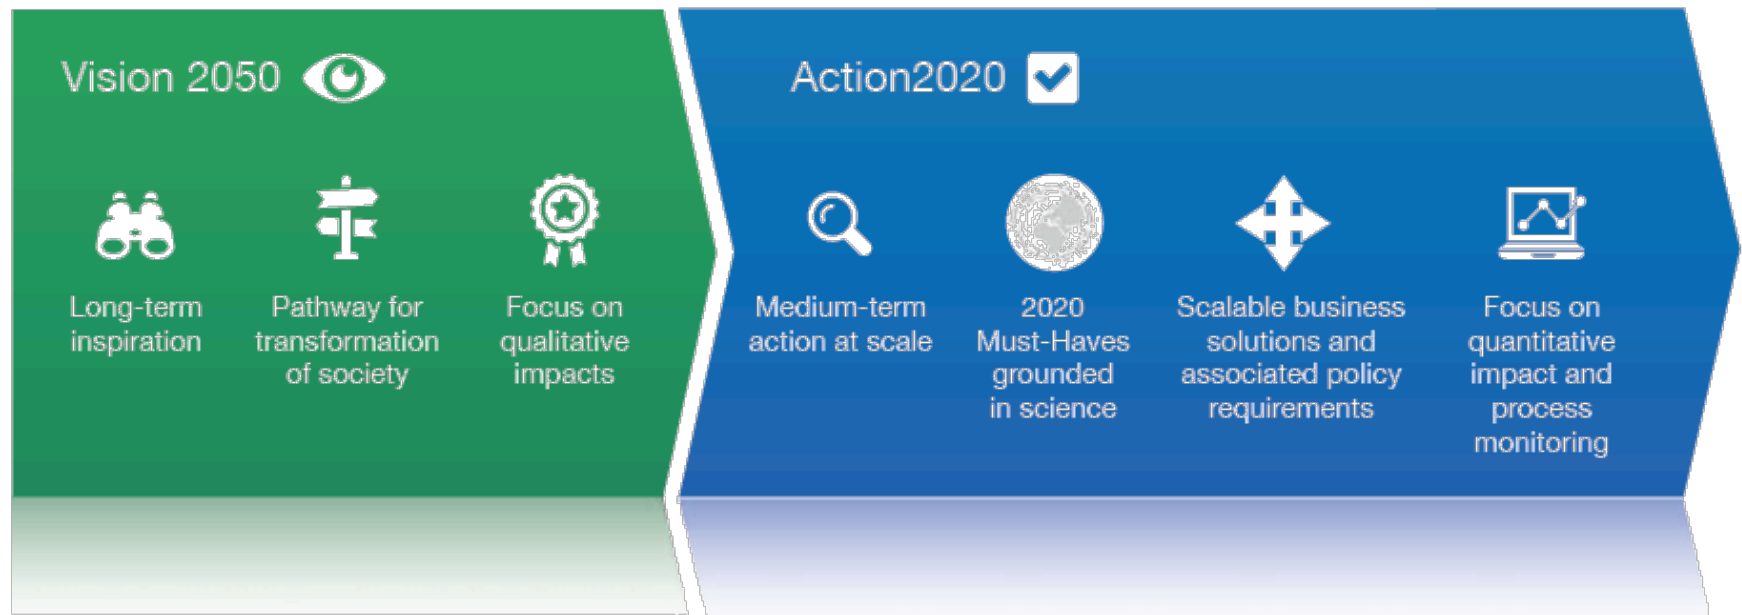 Vision 2050
Long-term
inspiration
Pathway for
transformation
of society
Focus on
qualitative
impacts
Action2020
Medium-term
action at scale
2020
Must-Haves
grounded
in science
Scalable business
solutions and
associated policy
requirements
Focus on
quantitative
impact and
process
monitoring